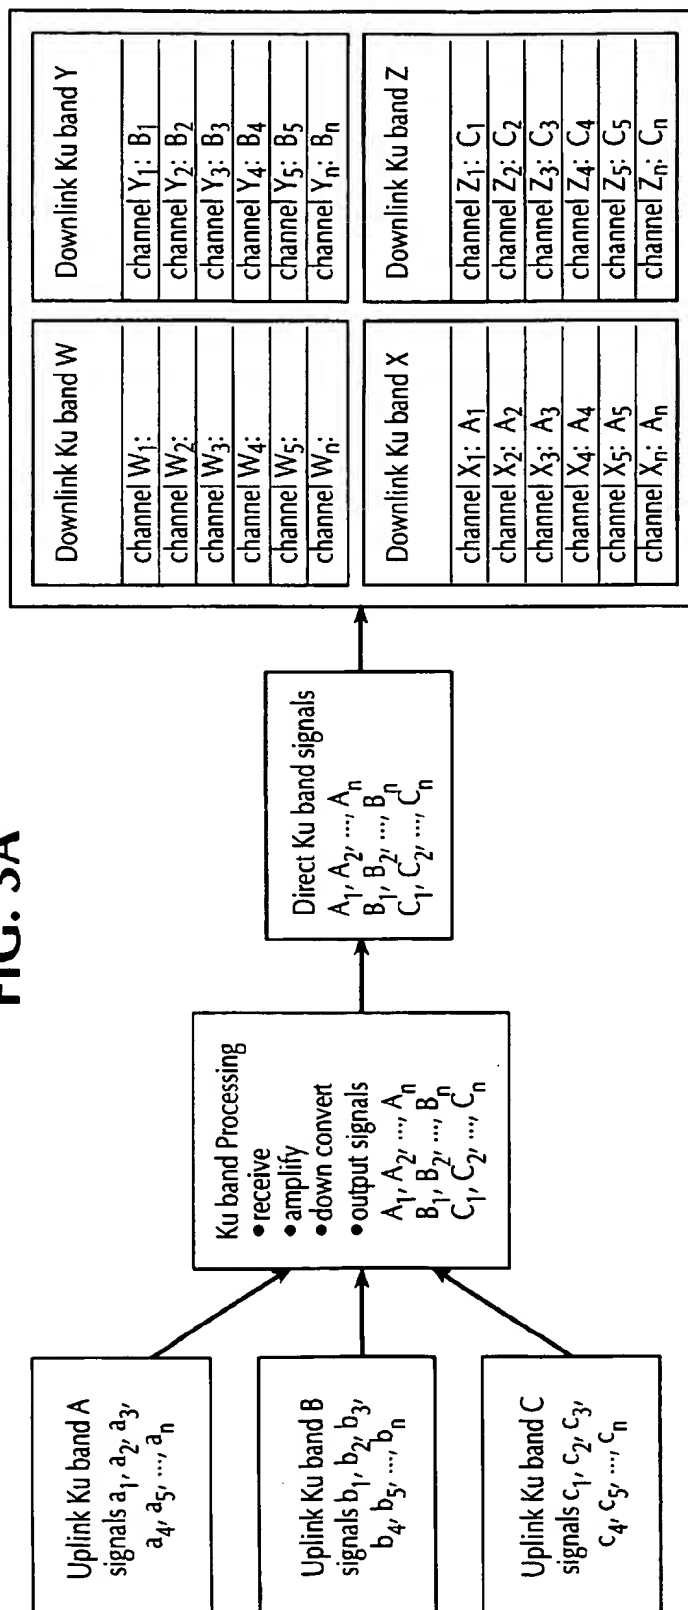 FIG. 3A
Uplink Ku band A
signals a₁, a₂, a₃,
a₄, a₅, ..., aₙ
Uplink Ku band B
signals b₁, b₂, b₃,
b₄, b₅, ..., bₙ
Uplink Ku band C
signals c₁, c₂, c₃,
c₄, c₅, ..., cₙ
Ku band Processing
•receive
•amplify
•down convert
•output signals
A₁, A₂, ..., Aₙ
B₁, B₂, ..., Bₙ
C₁, C₂, ..., Cₙ
Direct Ku band signals
A₁, A₂, ..., Aₙ
B₁, B₂, ..., Bₙ
C₁, C₂, ..., Cₙ
Downlink Ku band W
channel W₁:
channel W₂:
channel W₃:
channel W₄:
channel W₅:
channel Wₙ:
Downlink Ku band Y
channel Y₁: B₁
channel Y₂: B₂
channel Y₃: B₃
channel Y₄: B₄
channel Y₅: B₅
channel Yₙ: Bₙ
Downlink Ku band X
channel X₁: A₁
channel X₂: A₂
channel X₃: A₃
channel X₄: A₄
channel X₅: A₅
channel Xₙ: Aₙ
Downlink Ku band Z
channel Z₁: C₁
channel Z₂: C₂
channel Z₃: C₃
channel Z₄: C₄
channel Z₅: C₅
channel Zₙ: Cₙ